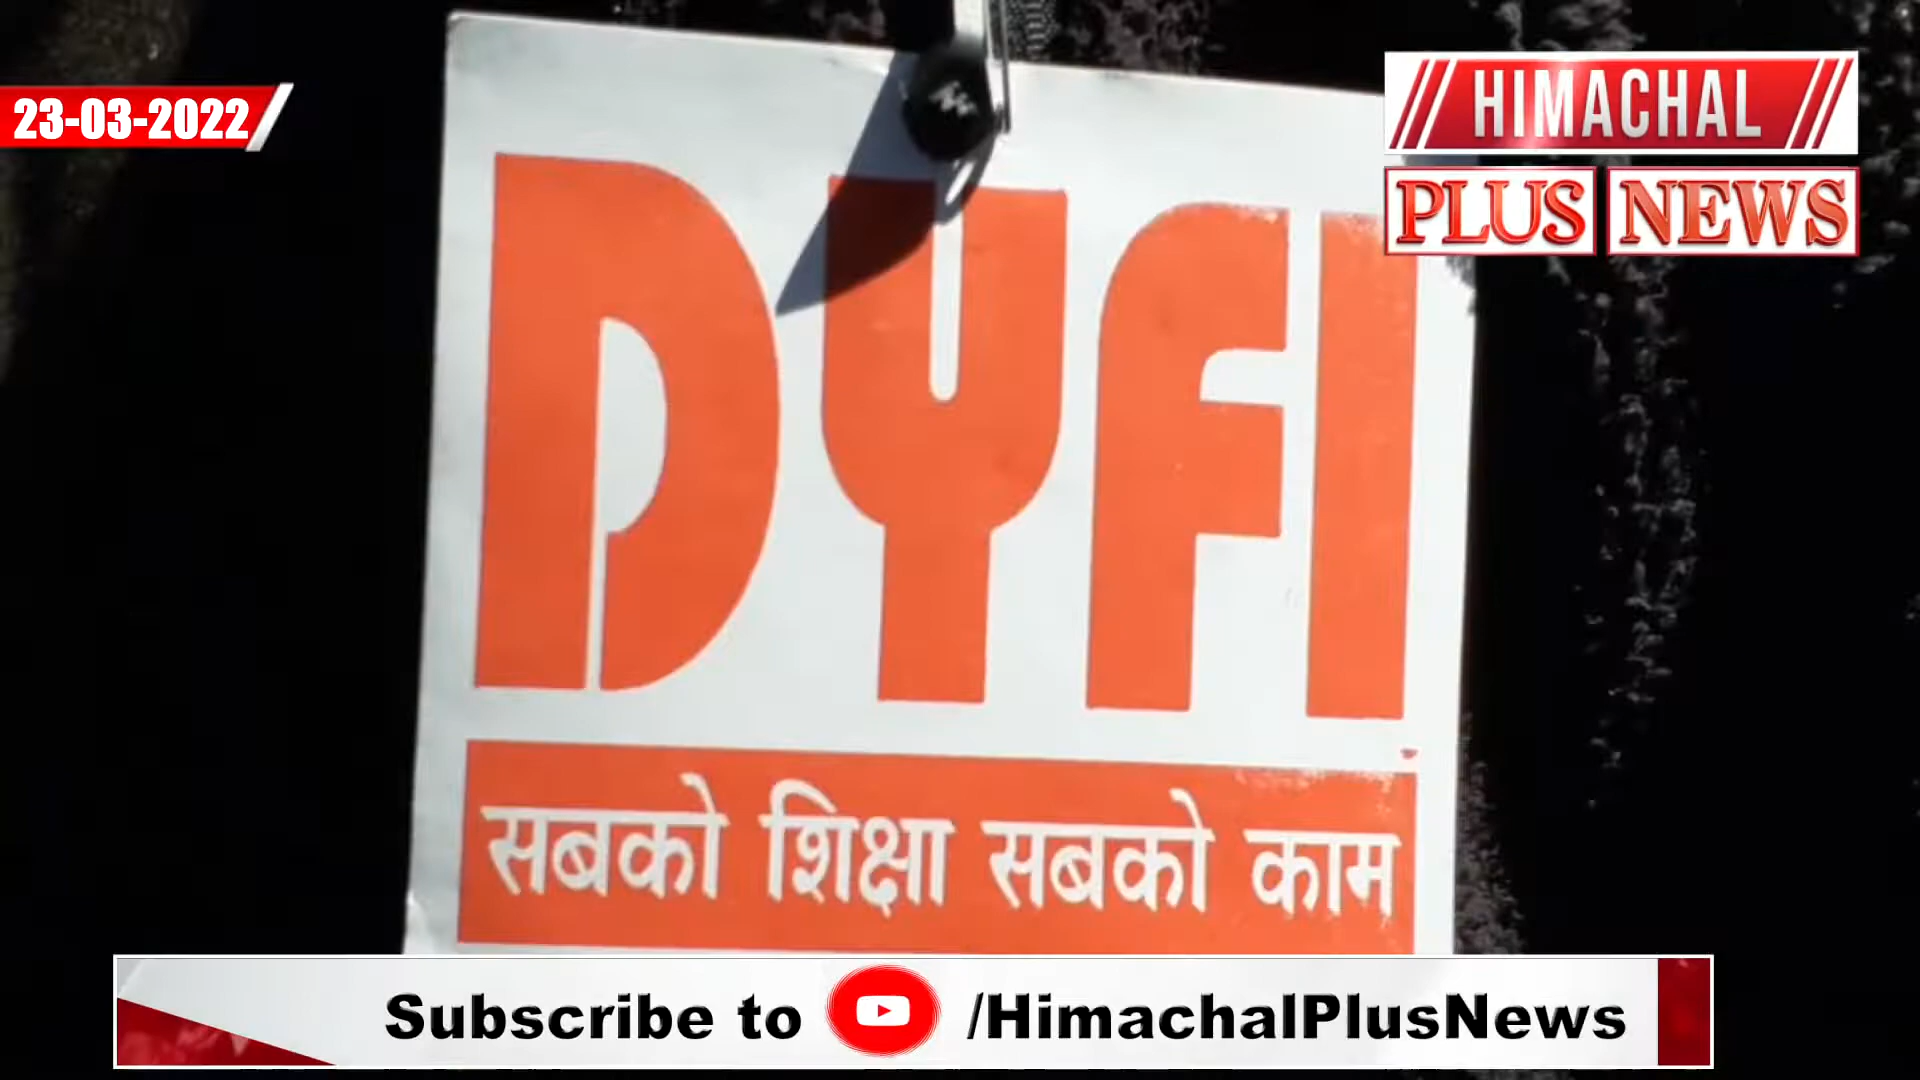 23-03-2022
HIMACHAL
PLUS NEWS
DYFI
सबको शिक्षा सबको काम
Subscribe to /HimachalPlusNews